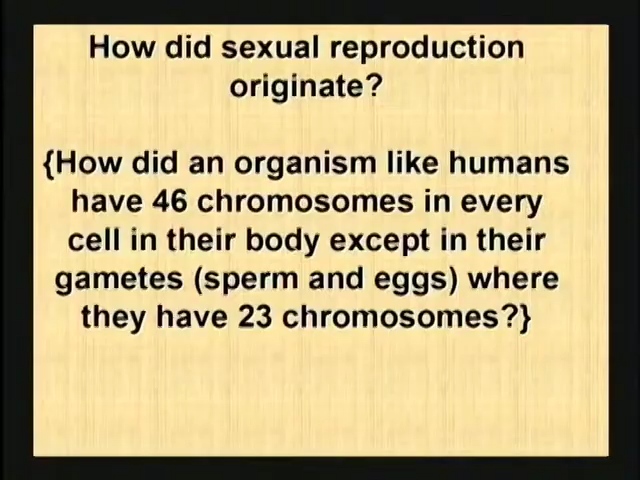 How did sexual reproduction
originate?
{How did an organism like humans
have 46 chromosomes in every
cell in their body except in their
gametes (sperm and eggs) where
they have 23 chromosomes?}